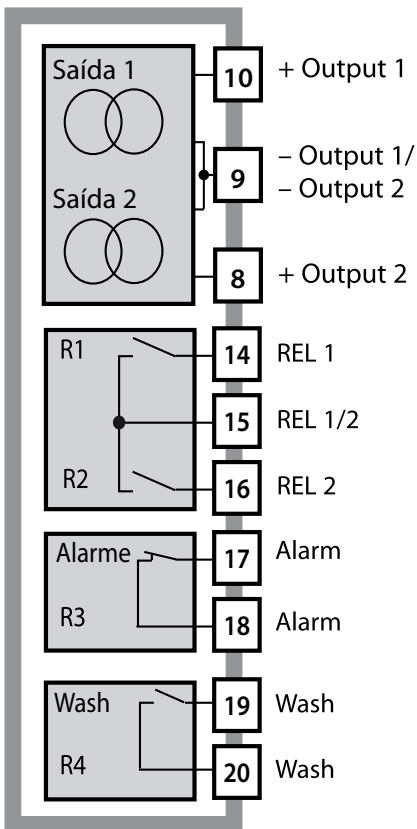 Saída 1
10
+ Output 1
9
– Output 1/
– Output 2
Saída 2
8
+ Output 2
R1
14
REL 1
15
REL 1/2
R2
16
REL 2
Alarme
17
Alarm
R3
18
Alarm
Wash
19
Wash
R4
20
Wash